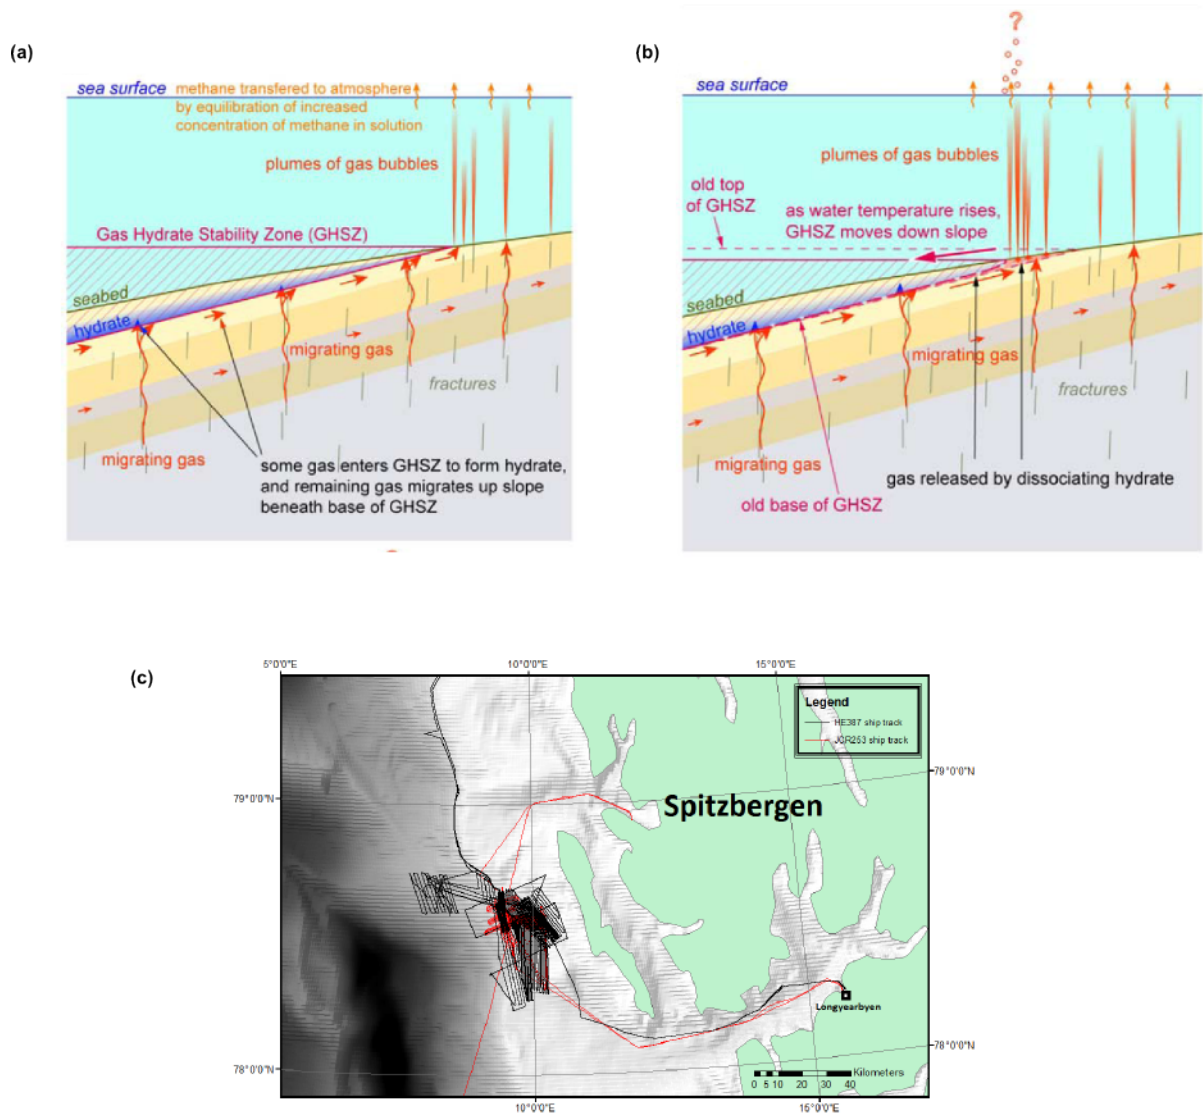 (a)
sea surface
methane transfered to atmosphere
by equilibration of increased
concentration of methane in solution
plumes of gas bubbles
Gas Hydrate Stability Zone (GHSZ)
seabed
hydrate
migrating gas
fractures
migrating gas
some gas enters GHSZ to form hydrate,
and remaining gas migrates up slope
beneath base of GHSZ
(b)
?
sea surface
plumes of gas bubbles
old top
of GHSZ
as water temperature rises,
GHSZ moves down slope
seabed
hydrate
migrating gas
fractures
migrating gas
gas released by dissociating hydrate
old base of GHSZ
(c)
5°0'0"E
10°0'0"E
15°0'0"E
Legend
HE387 ship track
JCR253 ship track
79°0'0"N
79°0'0"N
Spitzbergen
Longyearbyen
78°0'0"N
78°0'0"N
Kilometers
0 5 10 20 30 40
10°0'0"E
15°0'0"E